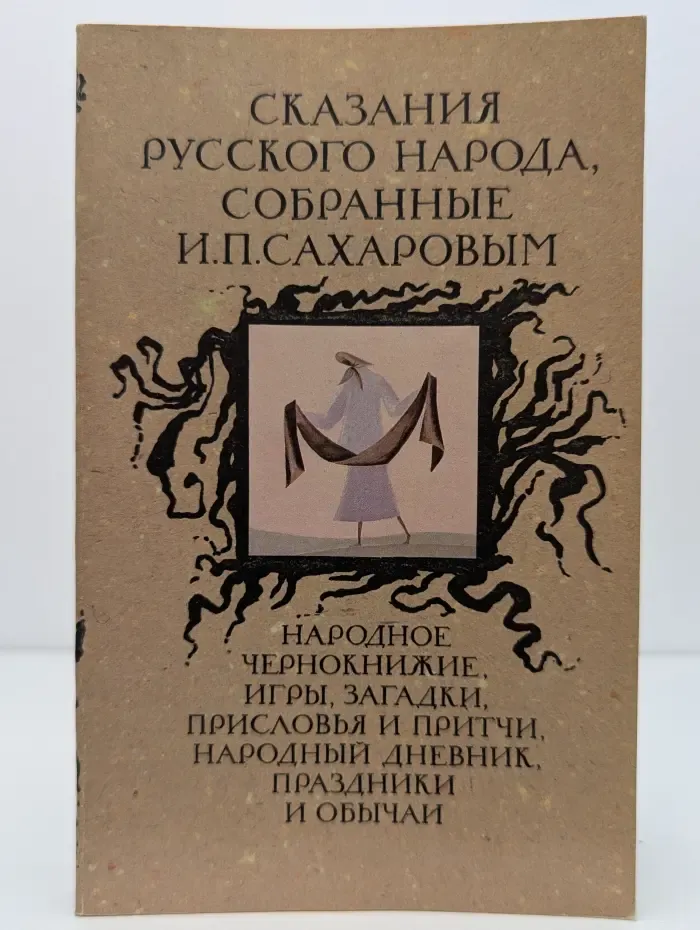 СКАЗАНИЯ
РУССКОГО НАРОДА,
СОБРАННЫЕ
И.П.САХАРОВЫМ
НАРОДНОЕ
ЧЕРНОКНИЖИЕ,
ИГРЫ, ЗАГАДКИ,
ПРИСЛОВЬЯ И ПРИТЧИ,
НАРОДНЫЙ ДНЕВНИК,
ПРАЗДНИКИ
И ОБЫЧАИ